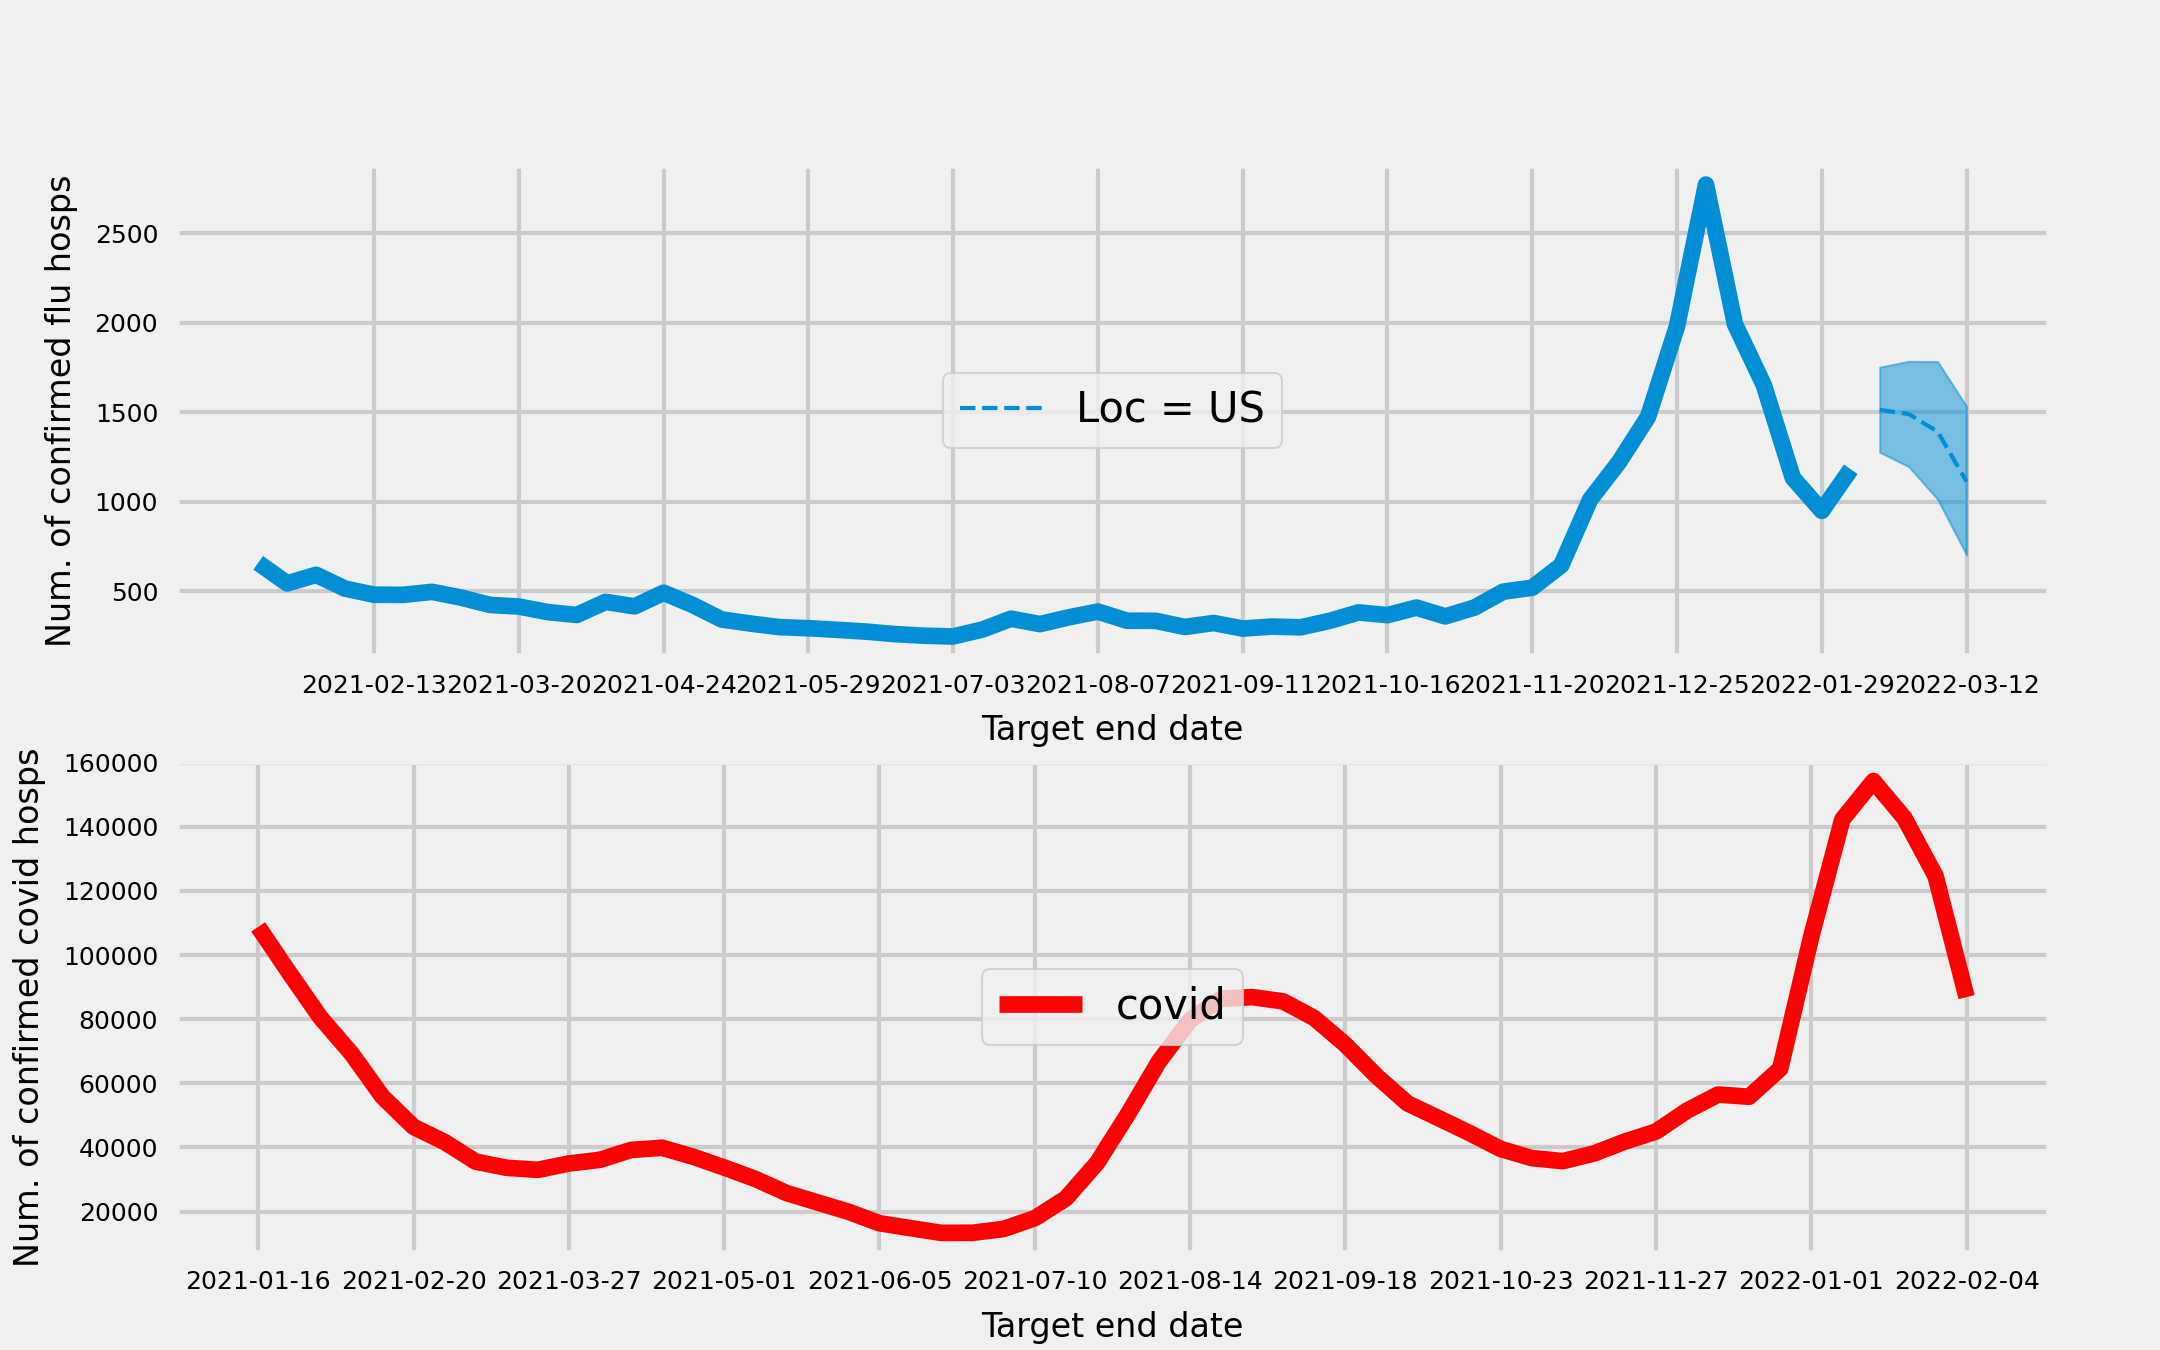 Num. of confirmed flu hosps
2500
2000
1500
1000
500
Loc = US
2021-02-13 2021-03-20 2021-04-24 2021-05-29 2021-07-03 2021-08-07 2021-09-11 2021-10-16 2021-11-20 2021-12-25 2022-01-29 2022-03-12
Target end date
Num. of confirmed covid hosps
160000
140000
120000
100000
80000
60000
40000
20000
covid
2021-01-16 2021-02-20 2021-03-27 2021-05-01 2021-06-05 2021-07-10 2021-08-14 2021-09-18 2021-10-23 2021-11-27 2022-01-01 2022-02-04
Target end date